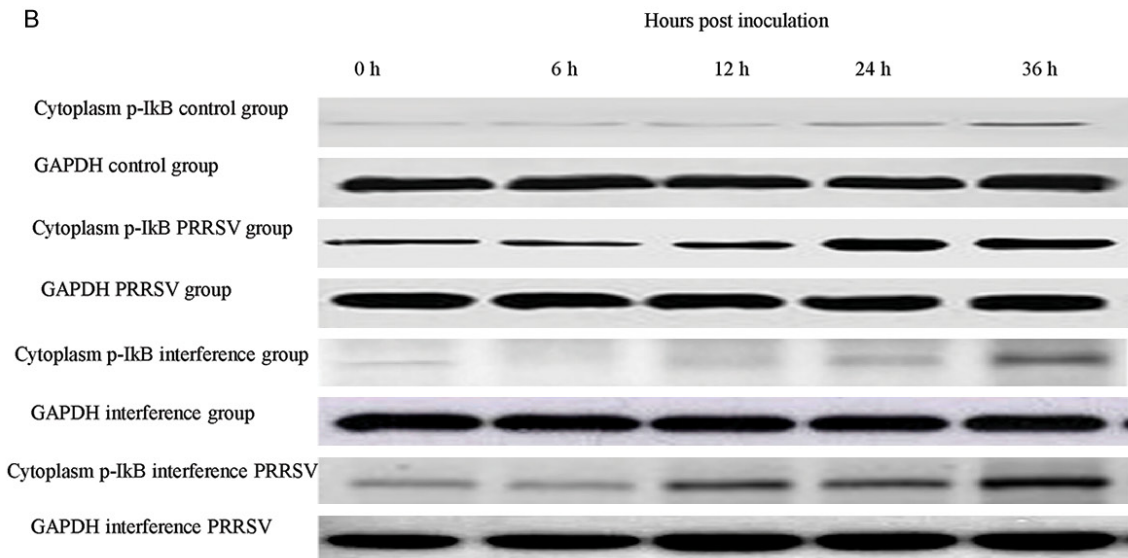 B
Hours post inoculation
0 h 6 h 12 h 24 h 36 h
Cytoplasm p-IkB control group
GAPDH control group
Cytoplasm p-IkB PRRSV group
GAPDH PRRSV group
Cytoplasm p-IkB interference group
GAPDH interference group
Cytoplasm p-IkB interference PRRSV
GAPDH interference PRRSV